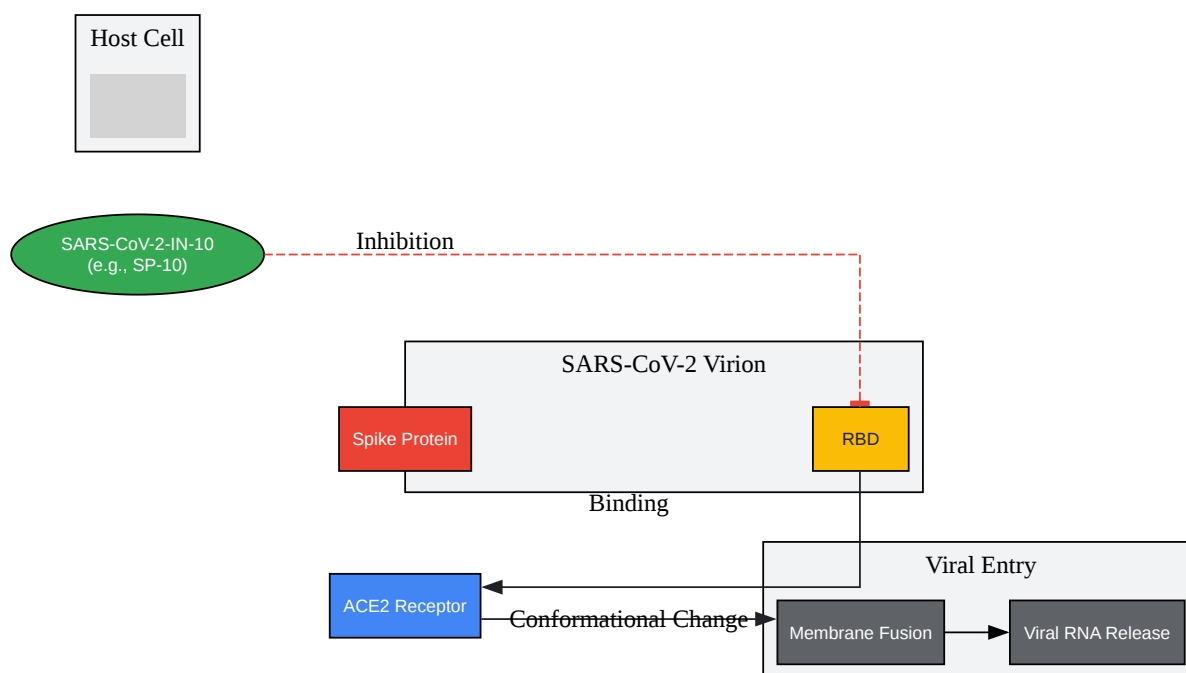 Host Cell
SARS-CoV-2-IN-10
(e.g., SP-10)
Inhibition
SARS-CoV-2 Virion
Spike Protein
RBD
Binding
Viral Entry
ACE2 Receptor
Conformational Change
Membrane Fusion
Viral RNA Release